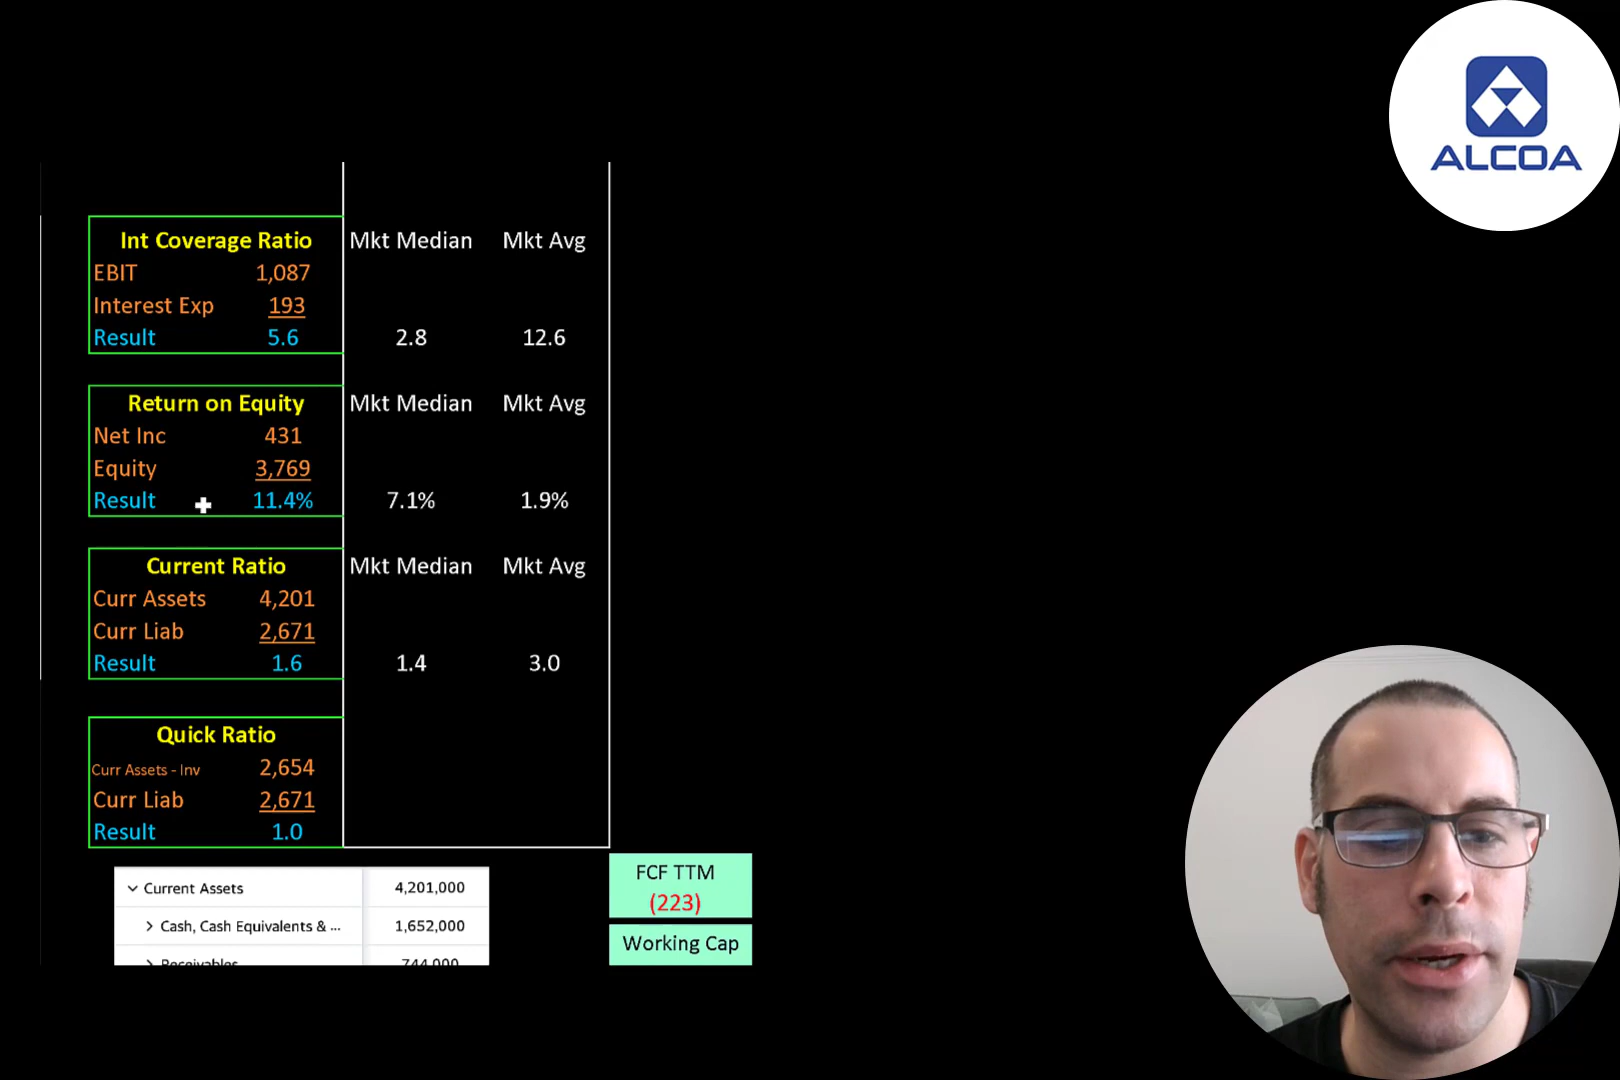 ALCOA
Int Coverage Ratio Mkt Median Mkt Avg
EBIT 1,087
Interest Exp 193
Result 5.6 2.8 12.6
Return on Equity Mkt Median Mkt Avg
Net Inc 431
Equity 3,769
Result 11.4% 7.1% 1.9%
Current Ratio Mkt Median Mkt Avg
Curr Assets 4,201
Curr Liab 2,671
Result 1.6 1.4 3.0
Quick Ratio
Curr Assets - Inv 2,654
Curr Liab 2,671
Result 1.0
FCF TTM
(223)
Current Assets 4,201,000
Cash, Cash Equivalents & ... 1,652,000
Working Cap
Receivables 744,000